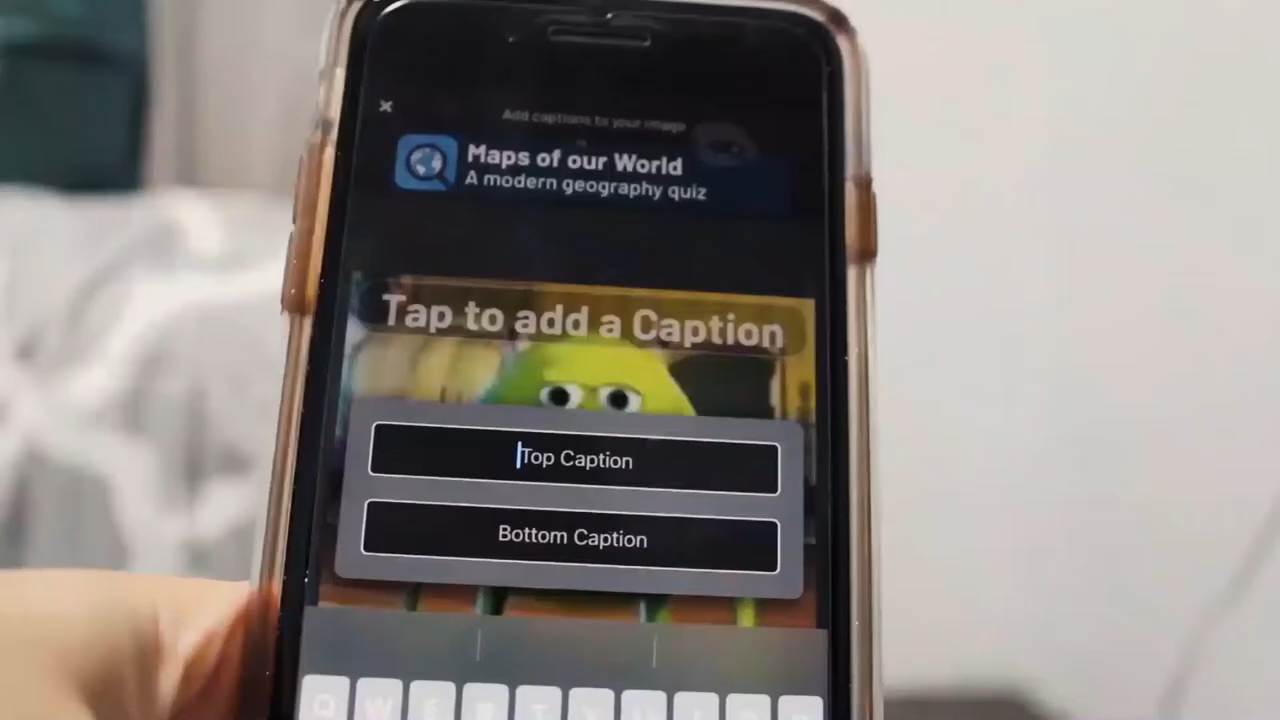 ×
Add captions to your image
Maps of our World
A modern geography quiz
Tap to add a Caption
Top Caption
Bottom Caption
Q W E R T Y U I O P